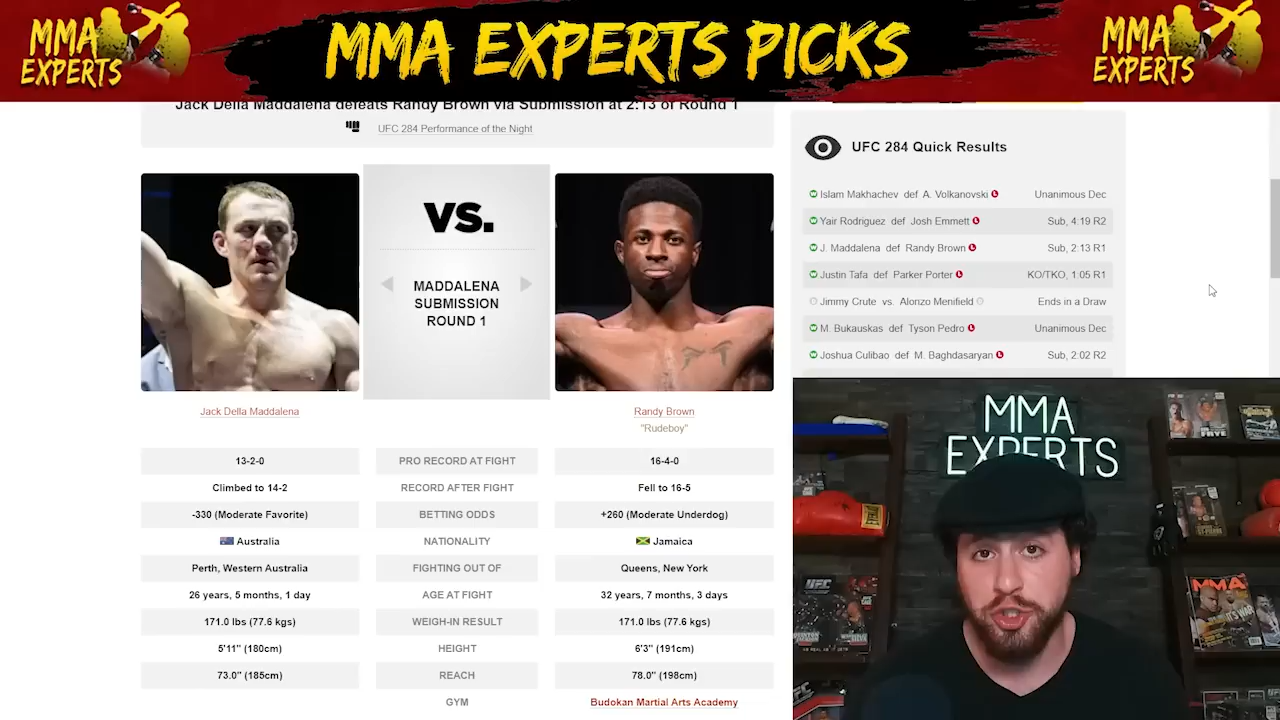 MMA EXPERTS
MMA EXPERTS PICKS
MMA EXPERTS
Jack Della Maddalena defeats Randy Brown via Submission at 2:13 of Round 1
UFC 284 Performance of the Night
VS.
MADDALENA
SUBMISSION
ROUND 1
Jack Della Maddalena
Randy Brown
"Rudeboy"
13-2-0 PRO RECORD AT FIGHT 16-4-0
Climbed to 14-2 RECORD AFTER FIGHT Fell to 16-5
-330 (Moderate Favorite) BETTING ODDS +260 (Moderate Underdog)
Australia NATIONALITY Jamaica
Perth, Western Australia FIGHTING OUT OF Queens, New York
26 years, 5 months, 1 day AGE AT FIGHT 32 years, 7 months, 3 days
171.0 lbs (77.6 kgs) WEIGH-IN RESULT 171.0 lbs (77.6 kgs)
5'11" (180cm) HEIGHT 6'3" (191cm)
73.0" (185cm) REACH 78.0" (198cm)
GYM Budokan Martial Arts Academy
UFC 284 Quick Results
Islam Makhachev def A. Volkanovski Unanimous Dec
Yair Rodriguez def Josh Emmett Sub, 4:19 R2
J. Maddalena def Randy Brown Sub, 2:13 R1
Justin Tafa def Parker Porter KO/TKO, 1:05 R1
Jimmy Crute vs. Alonzo Menifield Ends in a Draw
M. Bukauskas def Tyson Pedro Unanimous Dec
Joshua Culibao def M. Baghdasaryan Sub, 2:02 R2
MMA
EXPERTS
FRYE
UFC
MMA